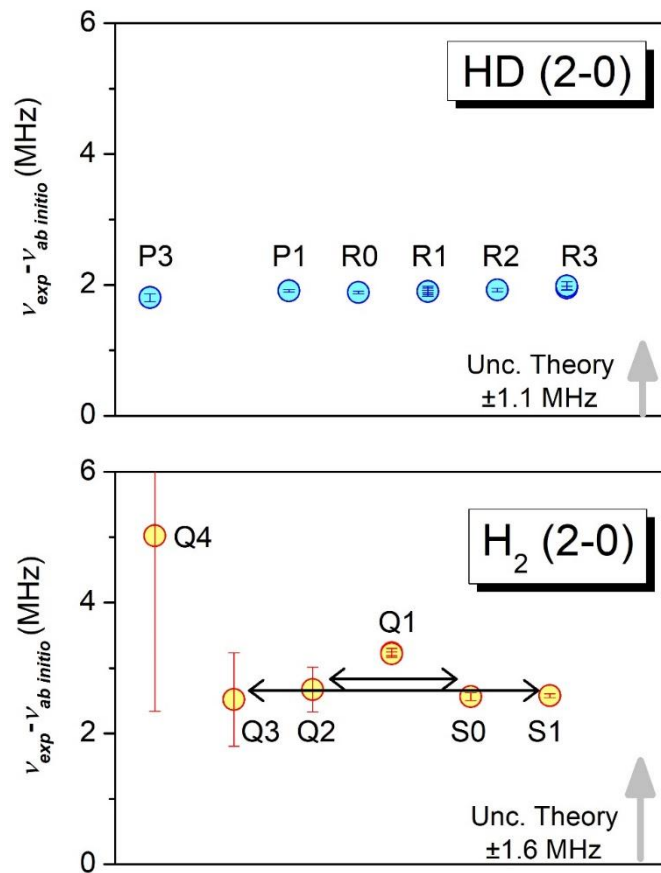 6
HD (2-0)
4
P3 P1 R0 R1 R2 R3
2
Unc. Theory
±1.1 MHz
0
ν_exp-ν_ab initio (MHz)
6
H₂ (2-0)
Q4
4
Q1
Q3 Q2 S0 S1
2
Unc. Theory
±1.6 MHz
0
ν_exp-ν_ab initio (MHz)